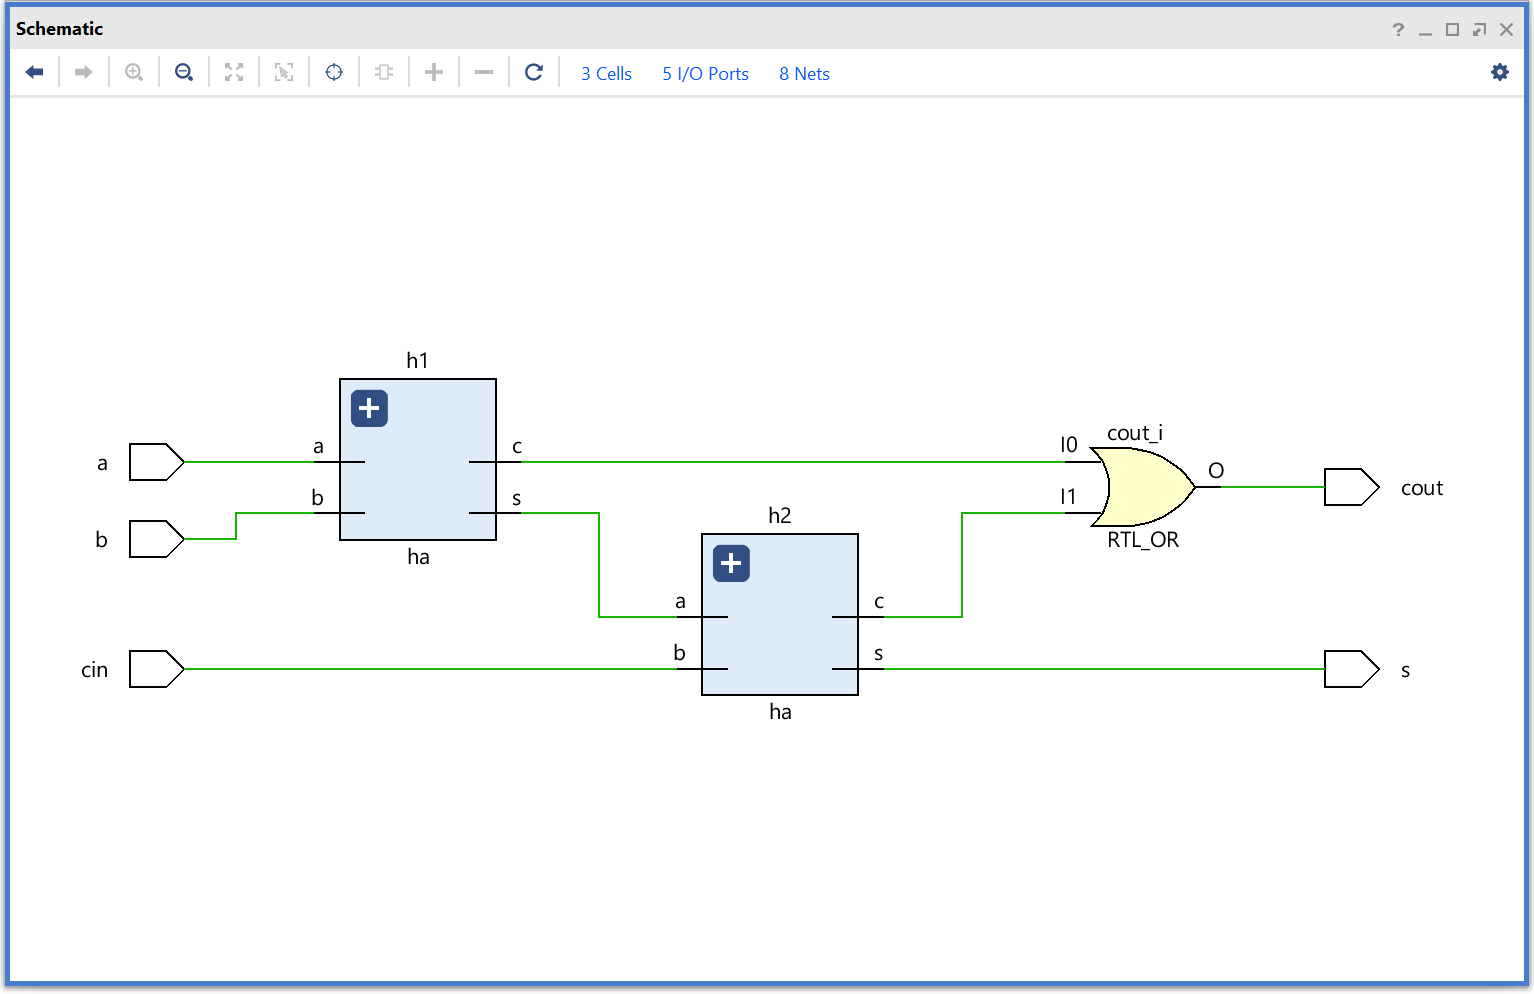 Schematic
3 Cells 5 I/O Ports 8 Nets
h1
a
a
c
b
b
s
ha
cin
h2
a
c
b
s
ha
I0
cout_i
I1
O
RTL_OR
cout
s